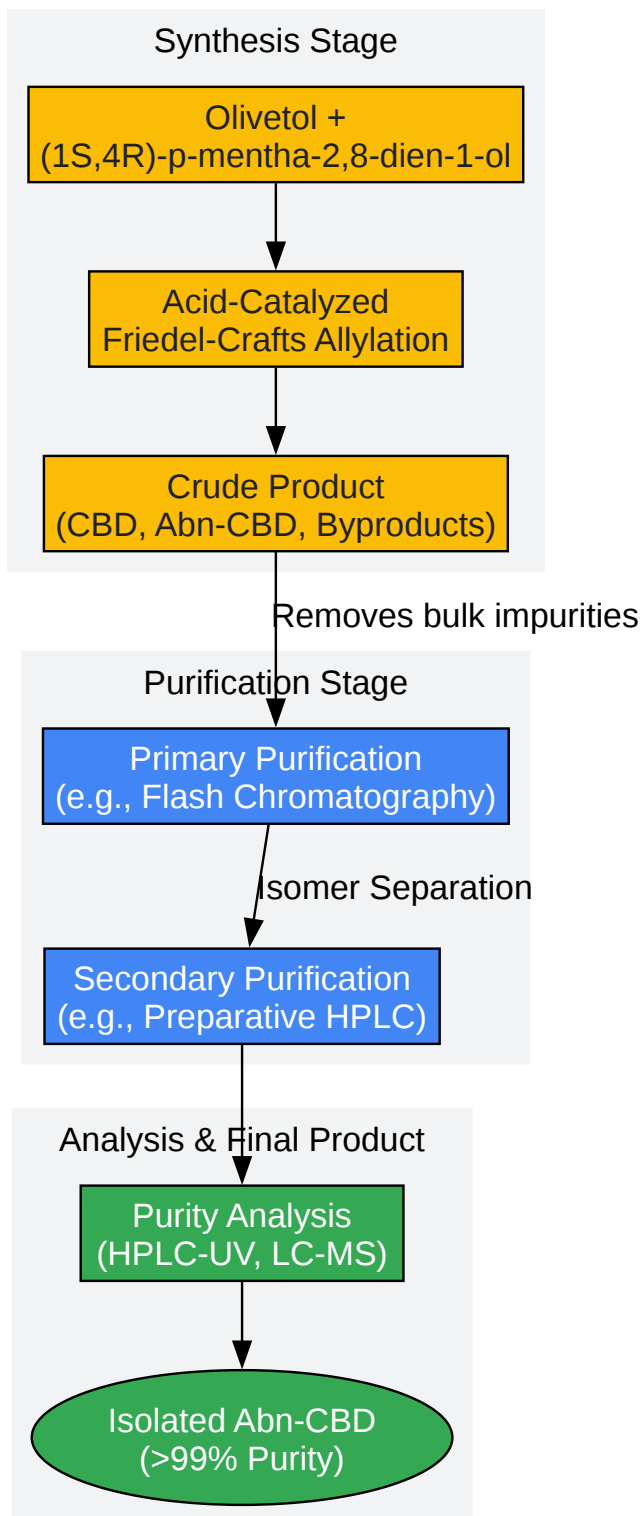 Synthesis Stage
Olivetol +
(1S,4R)-p-mentha-2,8-dien-1-ol
Acid-Catalyzed
Friedel-Crafts Allylation
Crude Product
(CBD, Abn-CBD, Byproducts)
Removes bulk impurities
Purification Stage
Primary Purification
(e.g., Flash Chromatography)
Isomer Separation
Secondary Purification
(e.g., Preparative HPLC)
Analysis & Final Product
Purity Analysis
(HPLC-UV, LC-MS)
Isolated Abn-CBD
(>99% Purity)